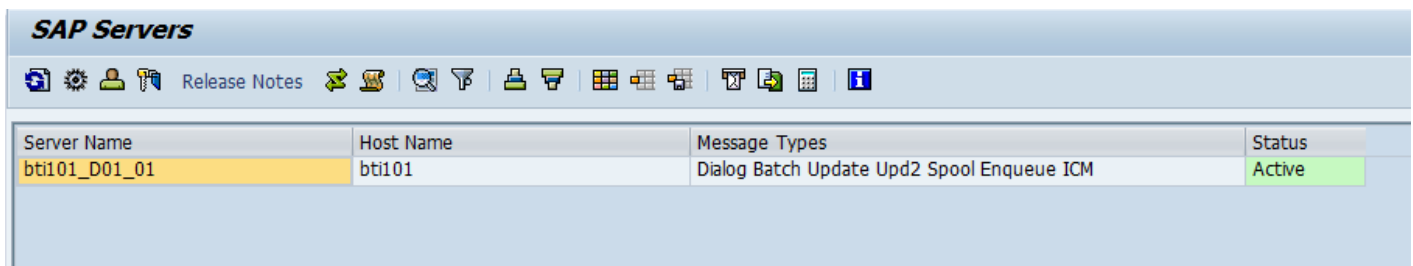 SAP Servers
Release Notes
Server Name Host Name Message Types Status
bti101_D01_01 bti101 Dialog Batch Update Upd2 Spool Enqueue ICM Active